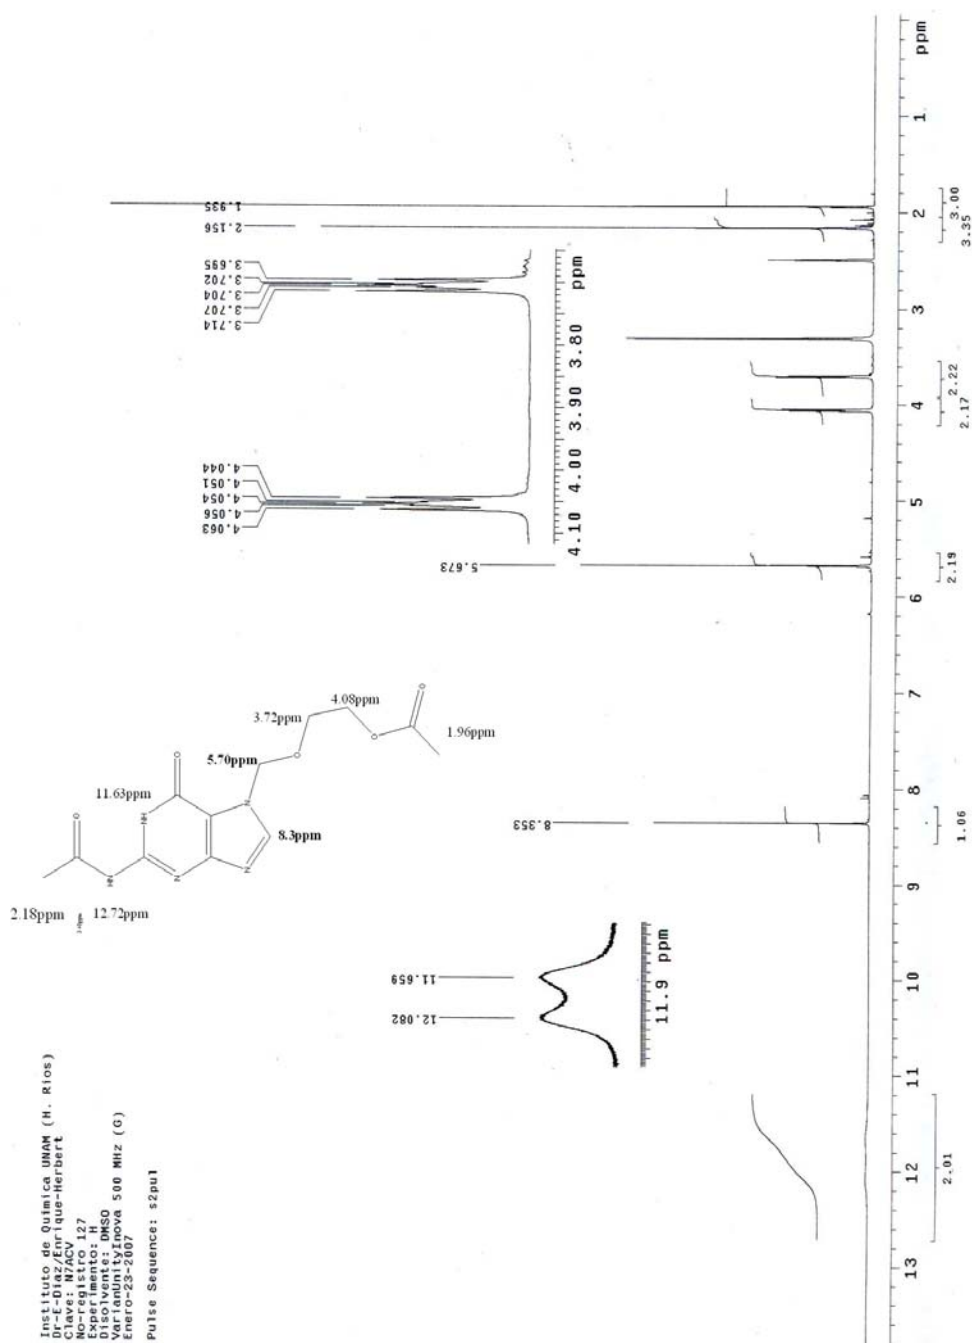 Instituto de Química UNAM (H. Rios)
Dr-E-Díaz/Enrique-Herbert
Clave: N7ACV
No-registro 127
Experimento: H
Disolvente: DMSO
VarianUnityInova 500 MHz (G)
Enero-23-2007
Pulse Sequence: s2pul
O
O
11.63ppm
NH
HN
N
N
N
2.18ppm
12.72ppm
5.70ppm
8.3ppm
3.72ppm
O
4.08ppm
O
O
1.96ppm
12.082
11.659
11.9 ppm
8.353
5.673
4.063
4.056
4.054
4.051
4.044
3.714
3.707
3.704
3.702
3.695
4.10 4.00 3.90 3.80 ppm
2.156
1.935
13 12 11 10 9 8 7 6 5 4 3 2 1 ppm
2.01
1.06
2.19
2.17
2.22
3.35
3.00